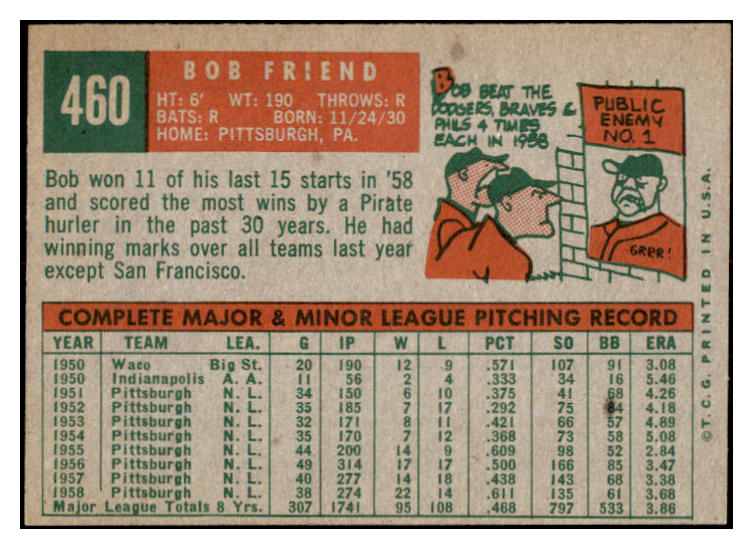 460
BOB FRIEND
HT: 6' WT: 190 THROWS: R
BATS: R BORN: 11/24/30
HOME: PITTSBURGH, PA.
Bob won 11 of his last 15 starts in '58
and scored the most wins by a Pirate
hurler in the past 30 years. He had
winning marks over all teams last year
except San Francisco.
BOB BEAT THE
DODGERS, BRAVES &
PHILS 4 TIMES
EACH IN 1958
PUBLIC
ENEMY
NO. 1
GRRR!
COMPLETE MAJOR & MINOR LEAGUE PITCHING RECORD
YEAR TEAM LEA. G IP W L PCT SO BB ERA
1950 Waco Big St. 20 190 12 9 .571 107 91 3.08
1950 Indianapolis A. A. 11 56 2 4 .333 34 16 5.46
1951 Pittsburgh N. L. 34 150 6 10 .375 41 68 4.26
1952 Pittsburgh N. L. 35 185 7 17 .292 75 84 4.18
1953 Pittsburgh N. L. 32 171 8 11 .421 66 57 4.89
1954 Pittsburgh N. L. 35 170 7 12 .368 73 58 5.08
1955 Pittsburgh N. L. 44 200 14 9 .609 98 52 2.84
1956 Pittsburgh N. L. 49 314 17 17 .500 166 85 3.47
1957 Pittsburgh N. L. 40 277 14 18 .438 143 68 3.38
1958 Pittsburgh N. L. 38 274 22 14 .611 135 61 3.68
Major League Totals 8 Yrs. 307 1741 95 108 .468 797 533 3.86
©T.C.G. PRINTED IN U.S.A.